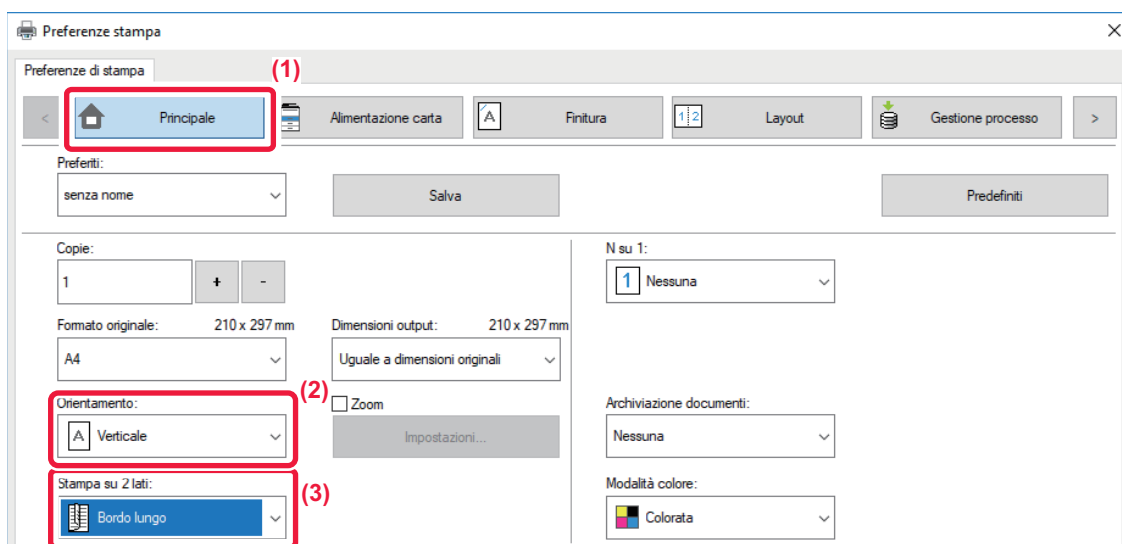 Preferenze stampa
Preferenze di stampa
(1)
< Principale Alimentazione carta A Finitura 1 2 Layout Gestione processo >
Preferiti:
senza nome Salva Predefiniti
Copie: N su 1:
1 + - 1 Nessuna
Formato originale: 210 x 297 mm Dimensioni output: 210 x 297 mm
A4 Uguale a dimensioni originali
(2)
Orientamento: Zoom Archiviazione documenti:
A Verticale Impostazioni... Nessuna
Stampa su 2 lati: (3) Modalità colore:
Bordo lungo Colorata